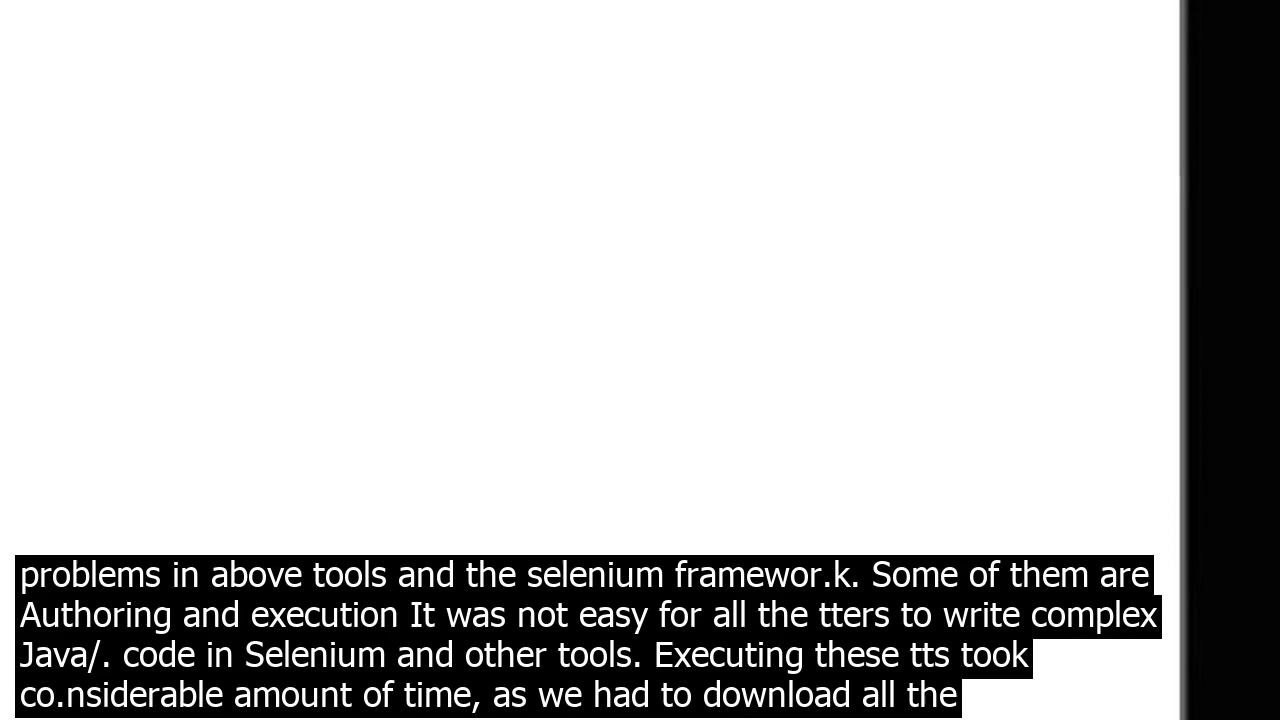 problems in above tools and the selenium framewor.k. Some of them are
Authoring and execution It was not easy for all the tters to write complex
Java/. code in Selenium and other tools. Executing these tts took
co.nsiderable amount of time, as we had to download all the